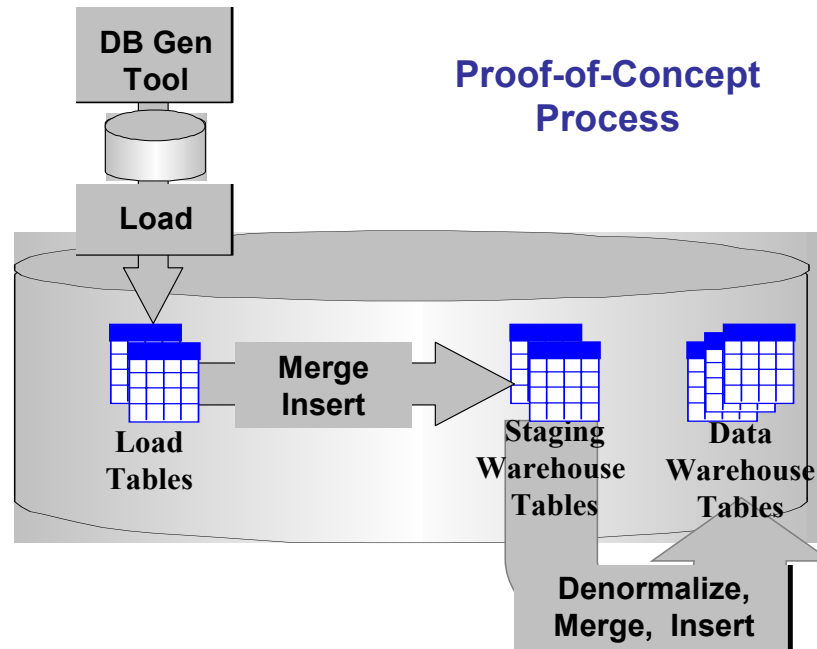 DB Gen
Tool
Proof-of-Concept
Process
Load
Merge
Insert
Load
Tables
Staging
Warehouse
Tables
Data
Warehouse
Tables
Denormalize,
Merge, Insert